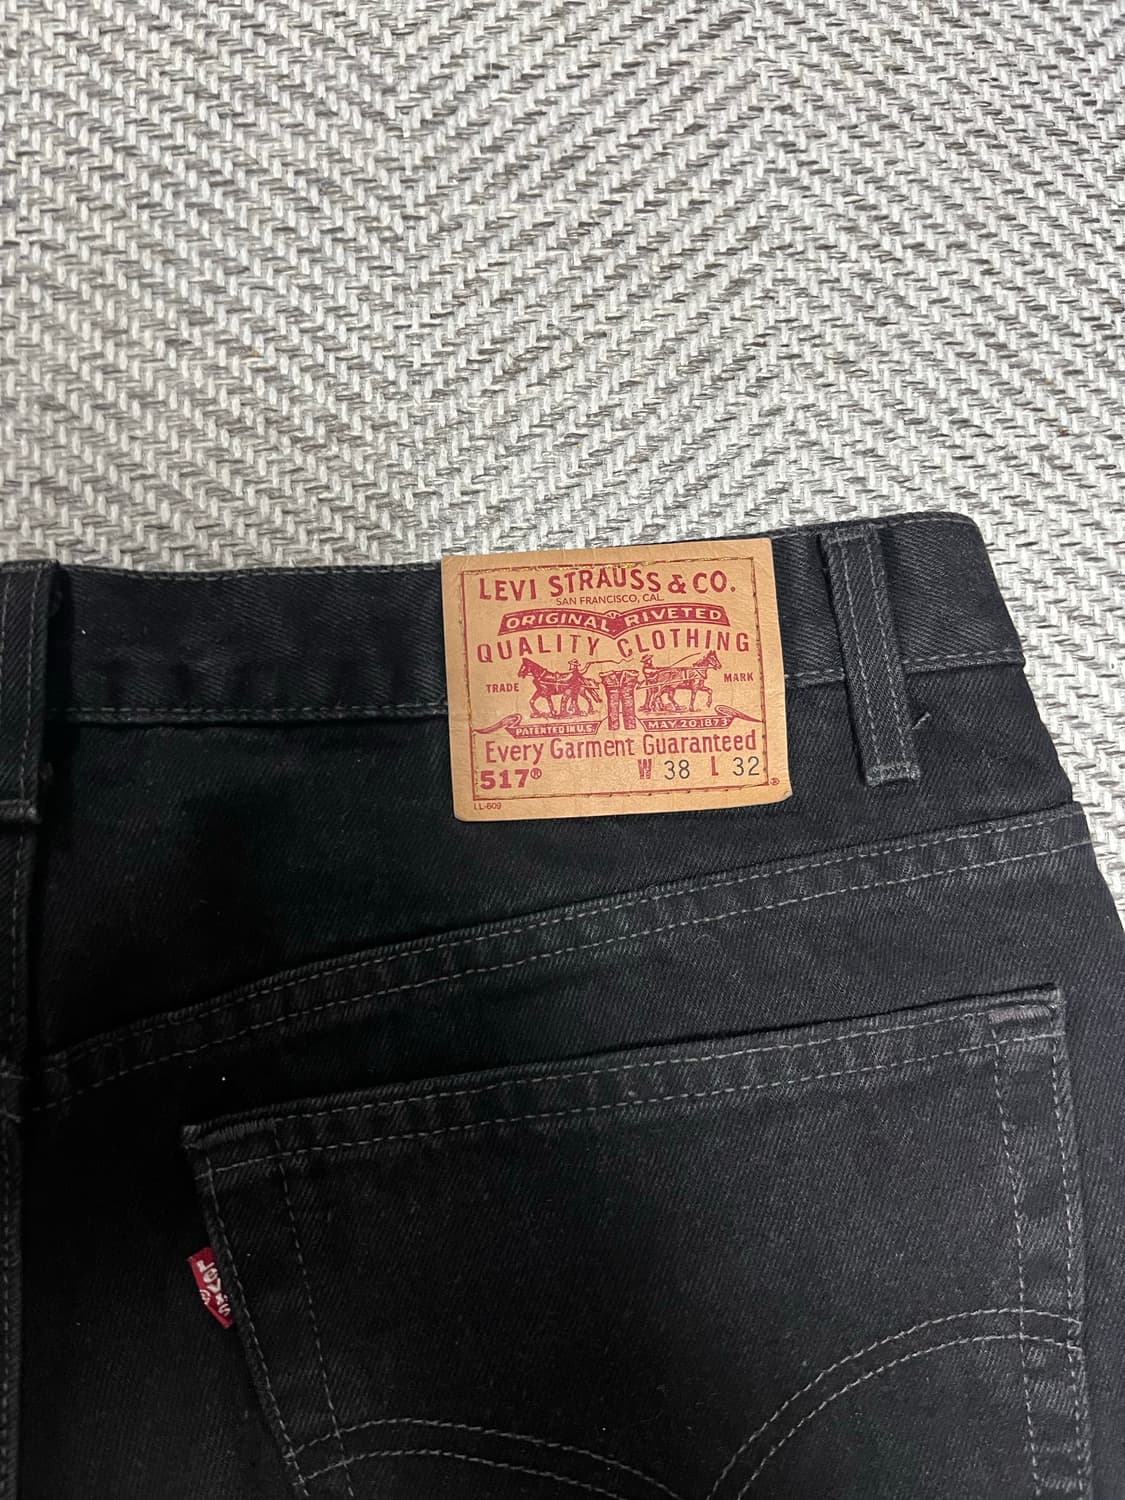 LEVI STRAUSS & CO.
SAN FRANCISCO, CAL.
ORIGINAL RIVETED
QUALITY CLOTHING
TRADE MARK
PATENTED IN U.S. MAY 20 1873
Every Garment Guaranteed
517® W 38 L 32
®
LL-609
LEVI'S
®